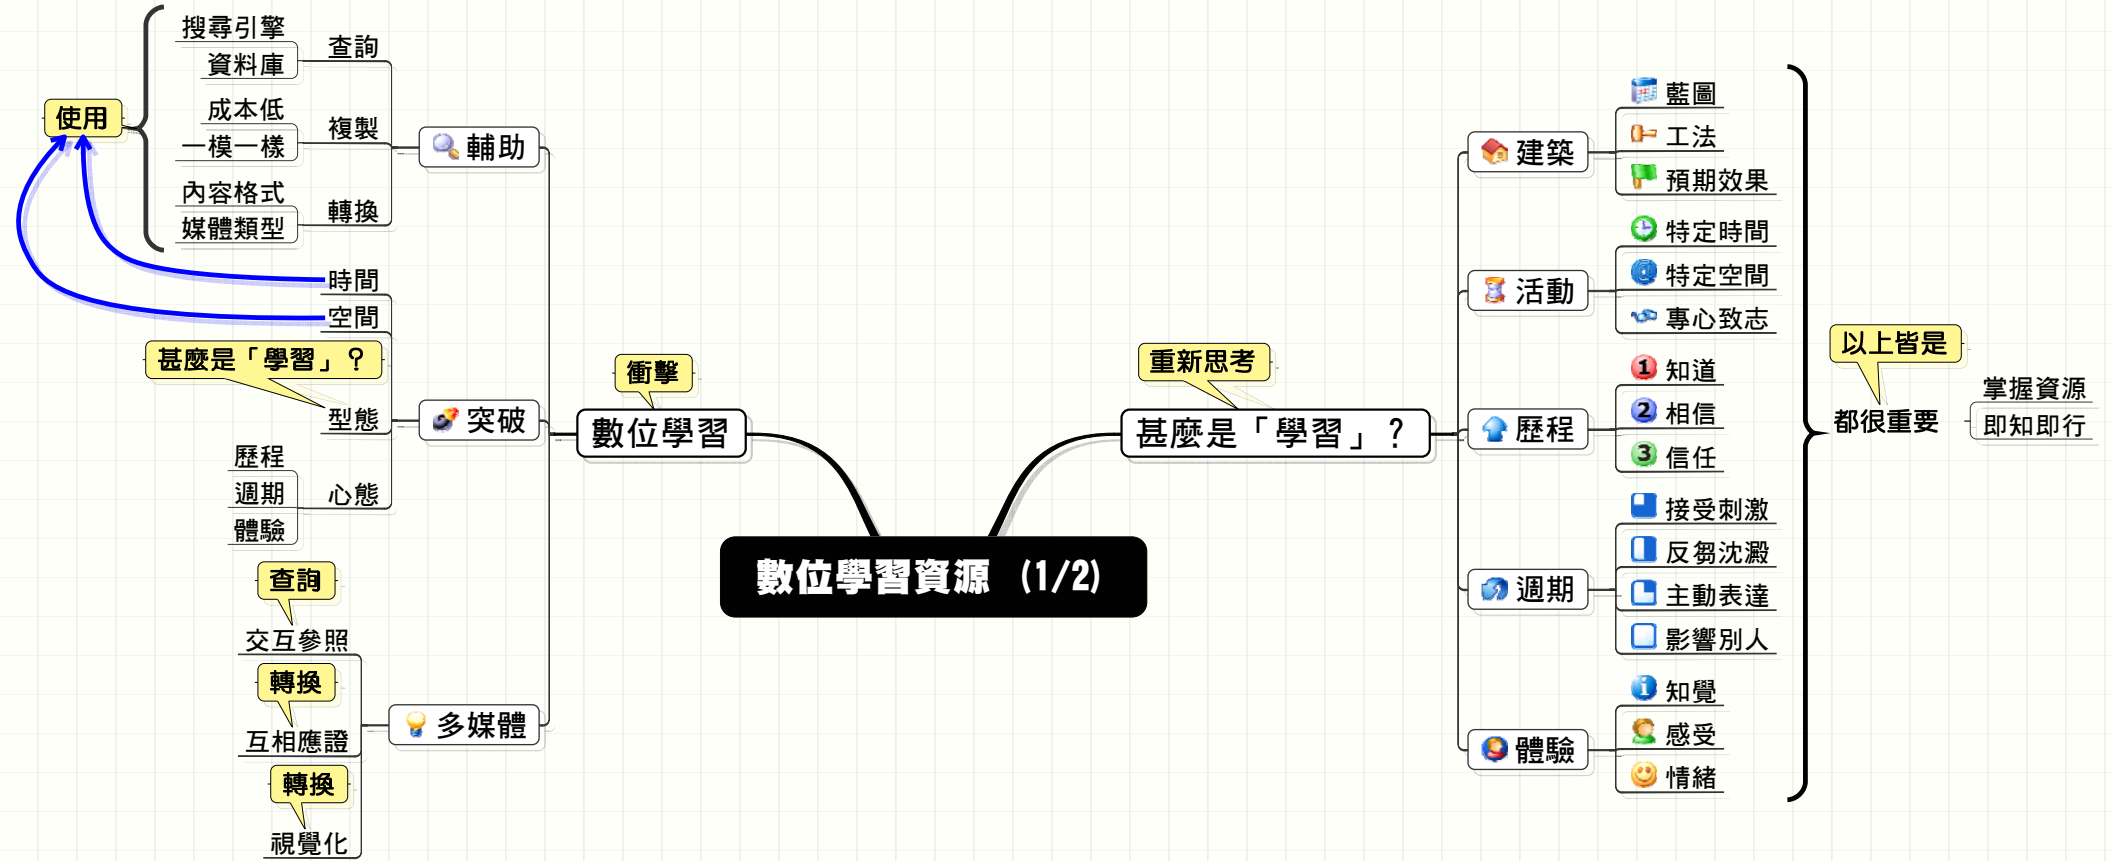 數位學習資源 (1/2)
重新思考
甚麼是「學習」？
建築
藍圖
工法
預期效果
活動
特定時間
特定空間
專心致志
歷程
1 知道
2 相信
3 信任
週期
接受刺激
反芻沈澱
主動表達
影響別人
體驗
知覺
感受
情緒
以上皆是
都很重要
掌握資源
即知即行
衝擊
數位學習
輔助
查詢
搜尋引擎
資料庫
複製
成本低
一模一樣
轉換
內容格式
媒體類型
使用
突破
時間
空間
甚麼是「學習」？
型態
心態
歷程
週期
體驗
多媒體
查詢
交互參照
轉換
互相應證
轉換
視覺化